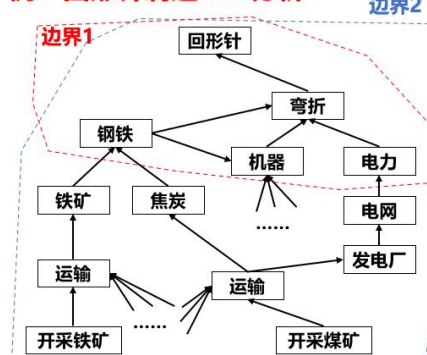 边界2
边界1
回形针
弯折
钢铁
机器
电力
铁矿
焦炭
电网
……
发电厂
运输
运输
……
开采铁矿
开采煤矿